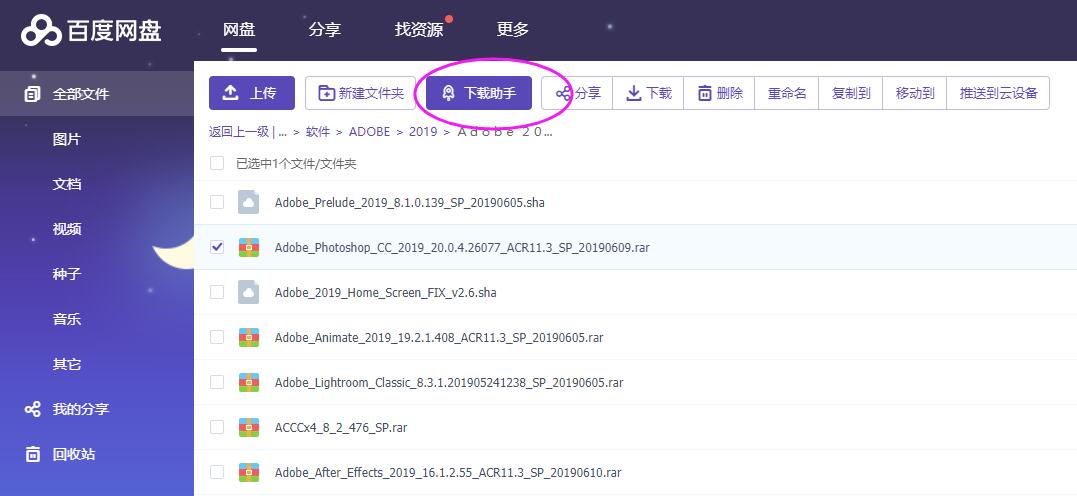 百度网盘 网盘 分享 找资源 更多
全部文件
图片
文档
视频
种子
音乐
其它
我的分享
回收站
上传 新建文件夹 下载助手 分享 下载 删除 重命名 复制到 移动到 推送到云设备
返回上一级 | ... > 软件 > ADOBE > 2019 > Adobe 20...
已选中1个文件/文件夹
Adobe_Prelude_2019_8.1.0.139_SP_20190605.sha
Adobe_Photoshop_CC_2019_20.0.4.26077_ACR11.3_SP_20190609.rar
Adobe_2019_Home_Screen_FIX_v2.6.sha
Adobe_Animate_2019_19.2.1.408_ACR11.3_SP_20190605.rar
Adobe_Lightroom_Classic_8.3.1.201905241238_SP_20190605.rar
ACCCx4_8_2_476_SP.rar
Adobe_After_Effects_2019_16.1.2.55_ACR11.3_SP_20190610.rar